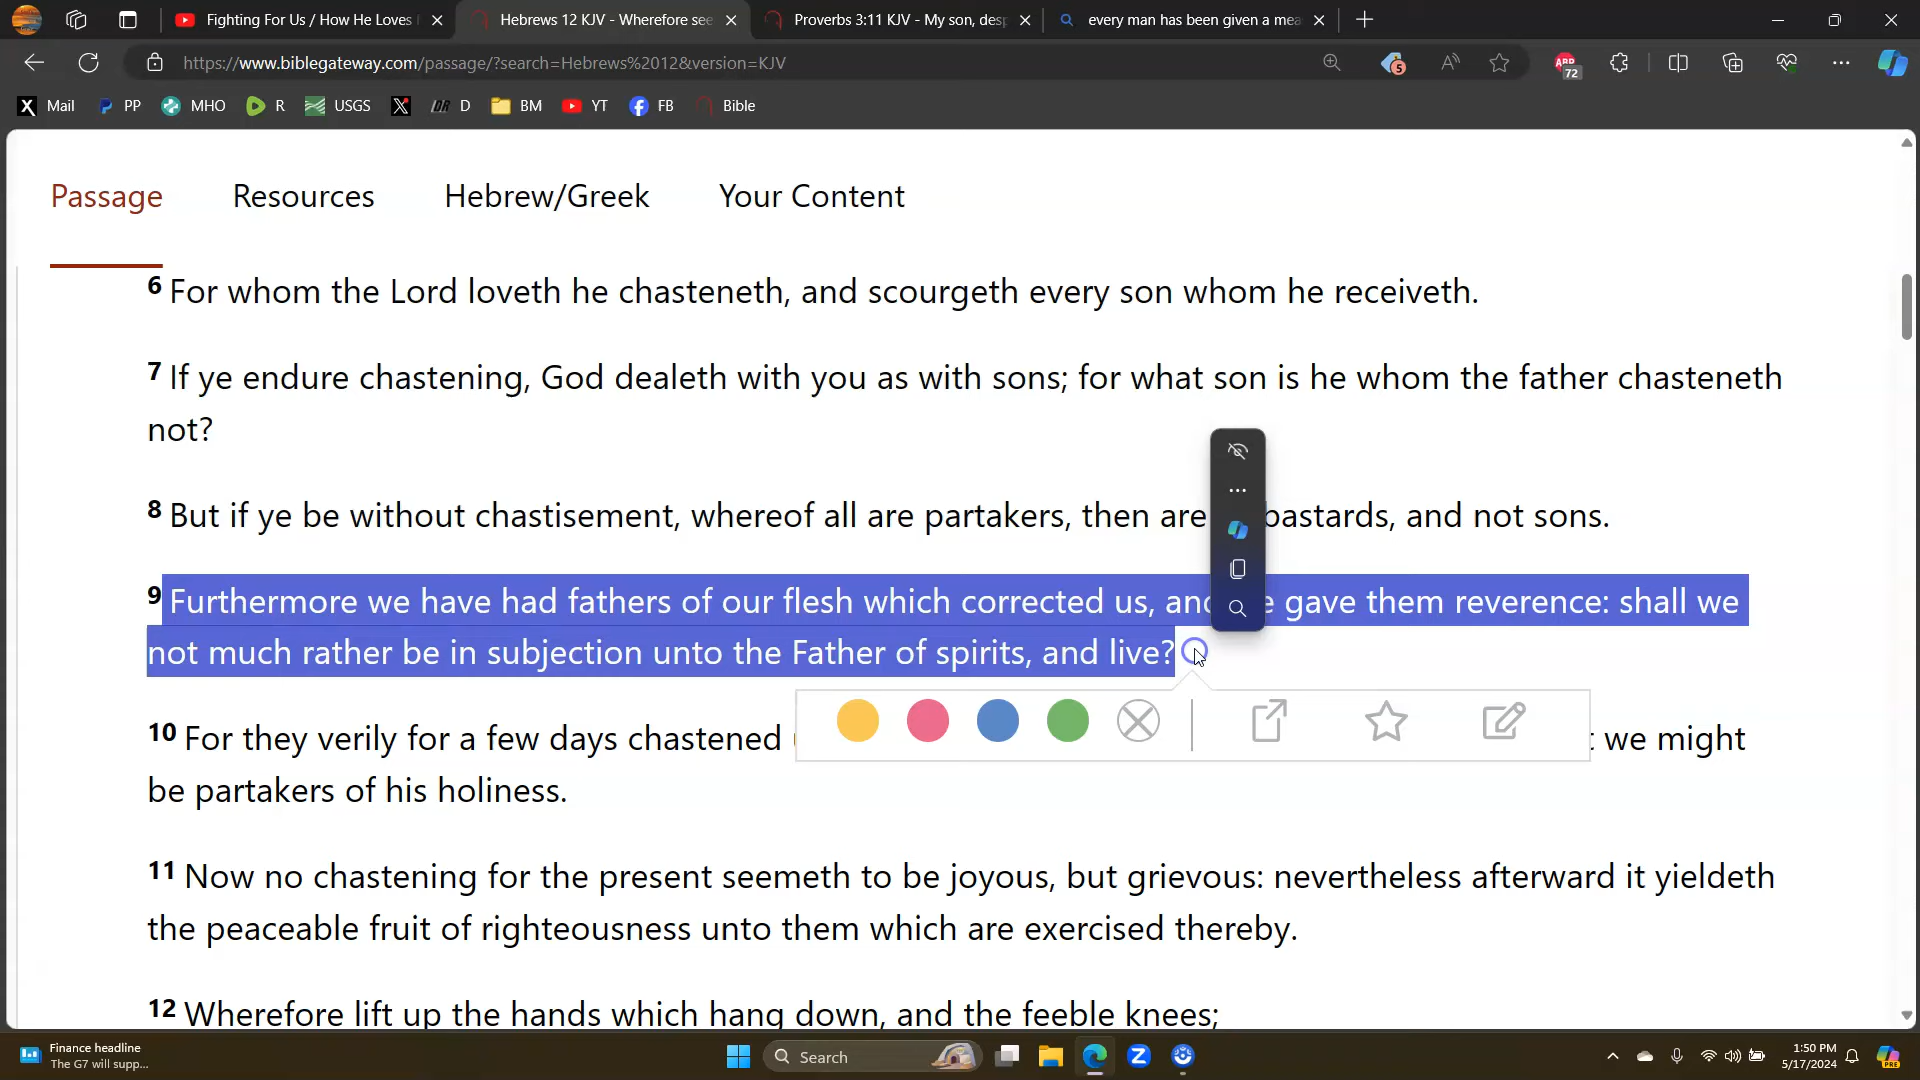 Fighting For Us / How He Loves
Hebrews 12 KJV - Wherefore see
Proverbs 3:11 KJV - My son, des
every man has been given a mea
https://www.biblegateway.com/passage/?search=Hebrews%2012&version=KJV
5
ABP
72
X Mail
PP
MHO
R
USGS
X
DR D
BM
YT
FB
Bible
Passage
Resources
Hebrew/Greek
Your Content
6 For whom the Lord loveth he chasteneth, and scourgeth every son whom he receiveth.
7 If ye endure chastening, God dealeth with you as with sons; for what son is he whom the father chasteneth
not?
8 But if ye be without chastisement, whereof all are partakers, then are bastards, and not sons.
9 Furthermore we have had fathers of our flesh which corrected us, and gave them reverence: shall we
not much rather be in subjection unto the Father of spirits, and live?
10 For they verily for a few days chastened we might
be partakers of his holiness.
11 Now no chastening for the present seemeth to be joyous, but grievous: nevertheless afterward it yieldeth
the peaceable fruit of righteousness unto them which are exercised thereby.
12 Wherefore lift up the hands which hang down, and the feeble knees;
Finance headline
The G7 will supp...
Search
Z
1:50 PM
5/17/2024
PRE